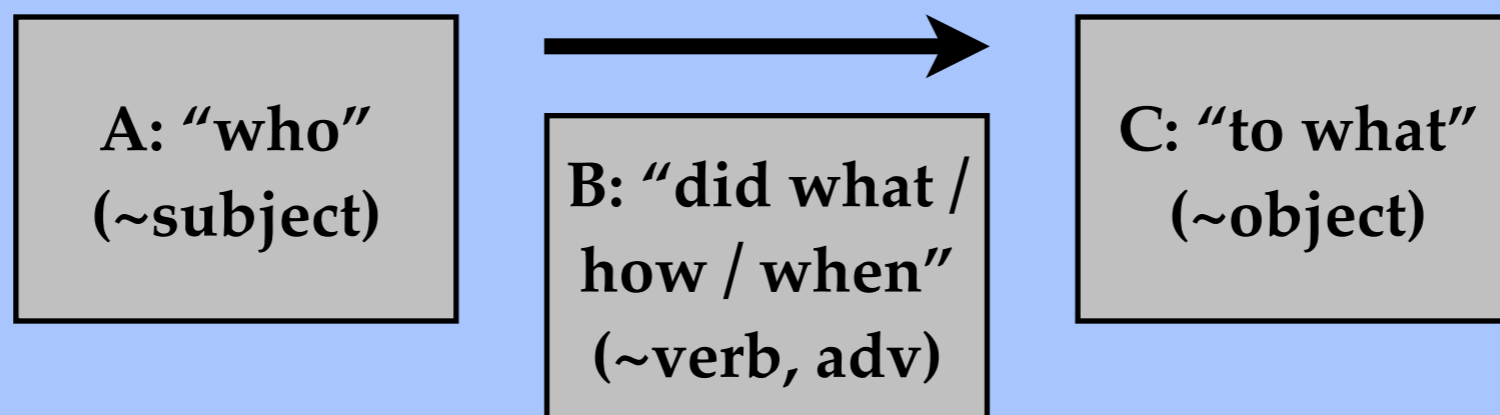 A: “who”
(~subject)
B: “did what /
how / when”
(~verb, adv)
C: “to what”
(~object)